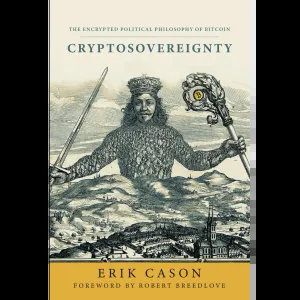 THE ENCRYPTED POLITICAL PHILOSOPHY OF BITCOIN
CRYPTOSOVEREIGNTY
ERIK CASON
FOREWORD BY ROBERT BREEDLOVE